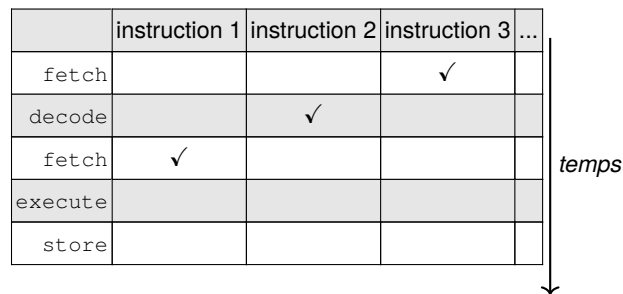 instruction 1 instruction 2 instruction 3 ...
fetch ✓
decode ✓
fetch ✓
execute
store
temps